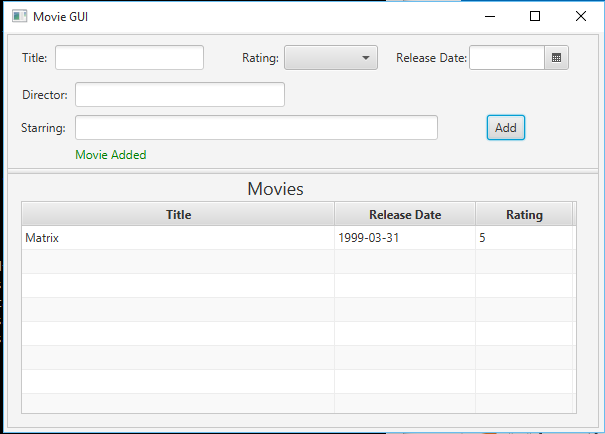 Movie GUI
Title: Rating: Release Date:
Director:
Starring: Add
Movie Added
Movies
Title Release Date Rating
Matrix 1999-03-31 5